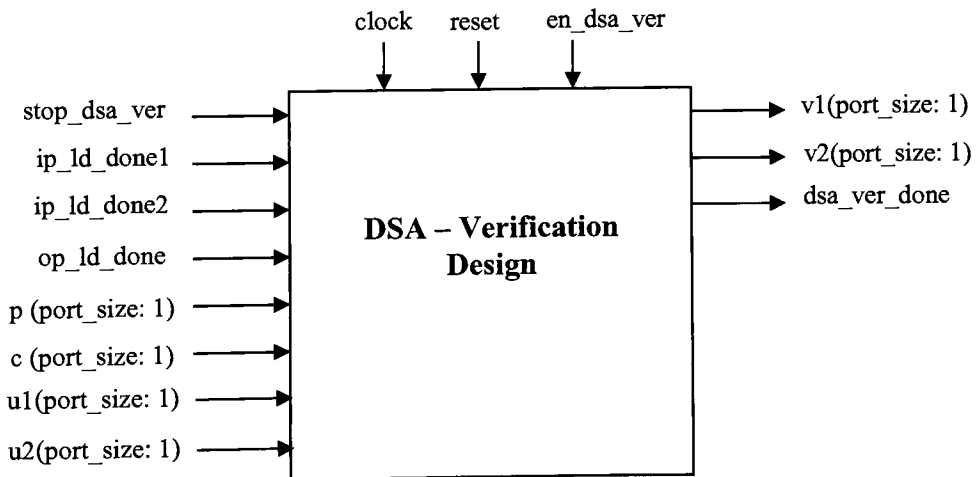 clock reset en_dsa_ver
stop_dsa_ver
ip_ld_done1
ip_ld_done2
op_ld_done
p (port_size: 1)
c (port_size: 1)
u1(port_size: 1)
u2(port_size: 1)
DSA – Verification
Design
v1(port_size: 1)
v2(port_size: 1)
dsa_ver_done